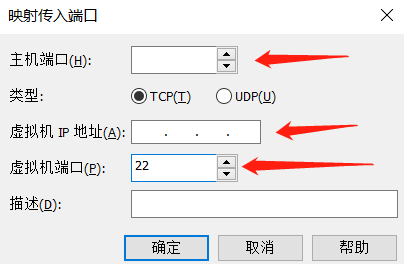 映射传入端口
主机端口(H):
类型: TCP(T) UDP(U)
虚拟机 IP 地址(A): . . .
虚拟机端口(P): 22
描述(D):
确定 取消 帮助